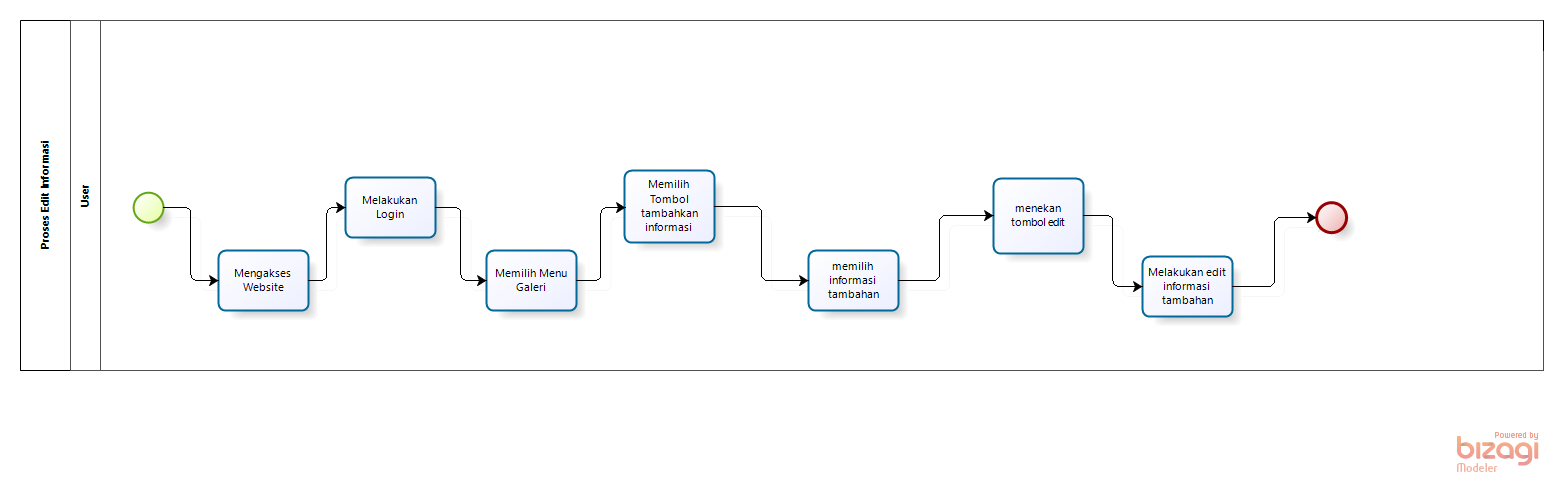 Proses Edit Informasi
User
Mengakses
Website
Melakukan
Login
Memilih Menu
Galeri
Memilih
Tombol
tambahkan
informasi
memilih
informasi
tambahan
menekan
tombol edit
Melakukan edit
informasi
tambahan
Powered by
bizagi
Modeler